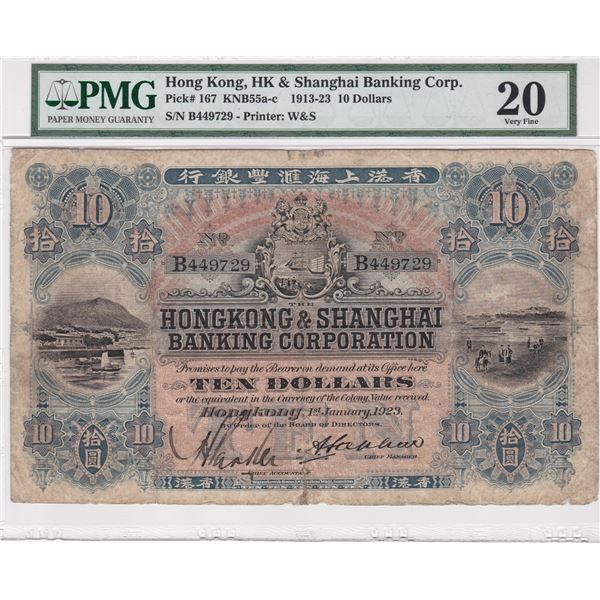 PMG
PAPER MONEY GUARANTY
Hong Kong, HK & Shanghai Banking Corp.
Pick# 167 KNB55a-c 1913-23 10 Dollars
S/N B449729 - Printer: W&S
20
Very Fine
行銀豐滙海上港香
10
10
拾
拾
Nº
Nº
B449729
B449729
THE
HONGKONG & SHANGHAI
BANKING CORPORATION
Promises to pay the Bearer on demand at its Office here
TEN DOLLARS
or the equivalent in the Currency of the Colony, Value received.
Hongkong, 1st January, 1923.
By Order of the BOARD OF DIRECTORS.
10
拾圓
10
10
拾圓
10
CHIEF ACCOUNTANT
CHIEF MANAGER
港香
港香